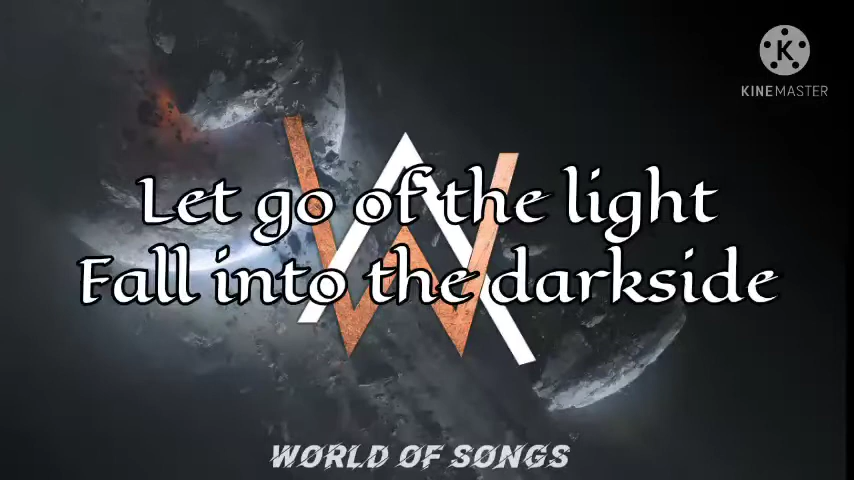 KINEMASTER
Let go of the light
Fall into the darkside
WORLD OF SONGS